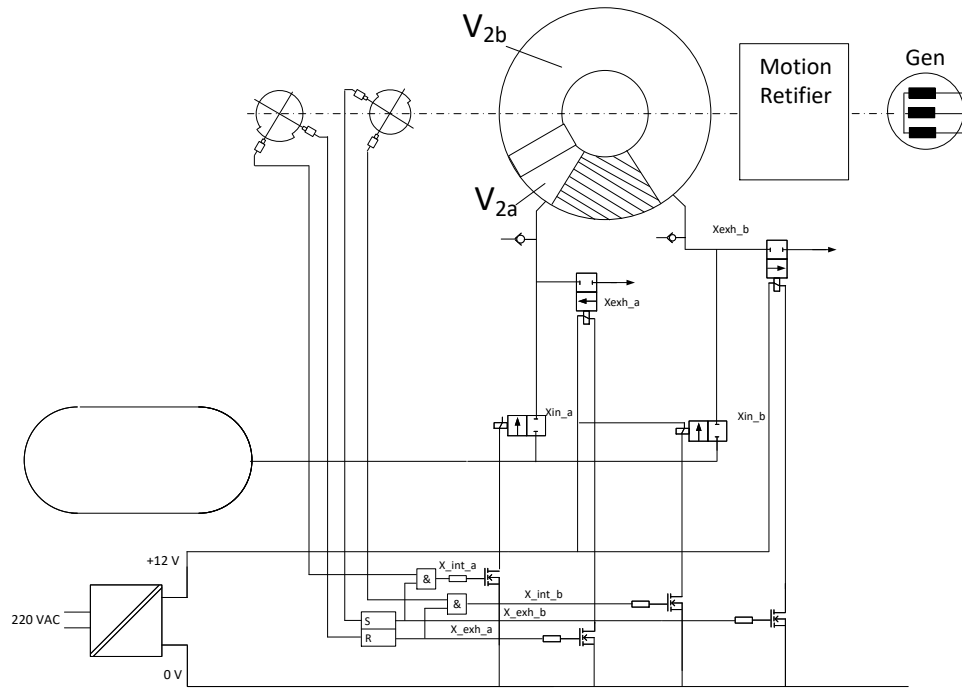 V2b
Motion
Retifier
Gen
V2a
Xexh_b
Xexh_a
Xin_a
Xin_b
+12 V
X_int_a
&
X_int_b
&
220 VAC
S
X_exh_b
R
X_exh_a
0 V